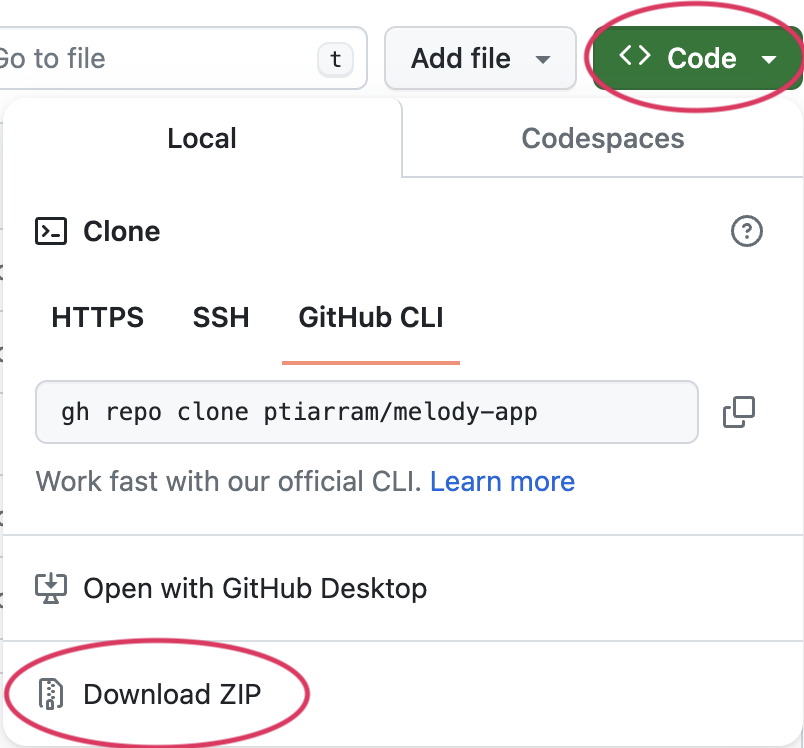 Go to file t Add file <> Code
Local Codespaces
Clone
HTTPS SSH GitHub CLI
gh repo clone ptiarram/melody-app
Work fast with our official CLI. Learn more
Open with GitHub Desktop
Download ZIP